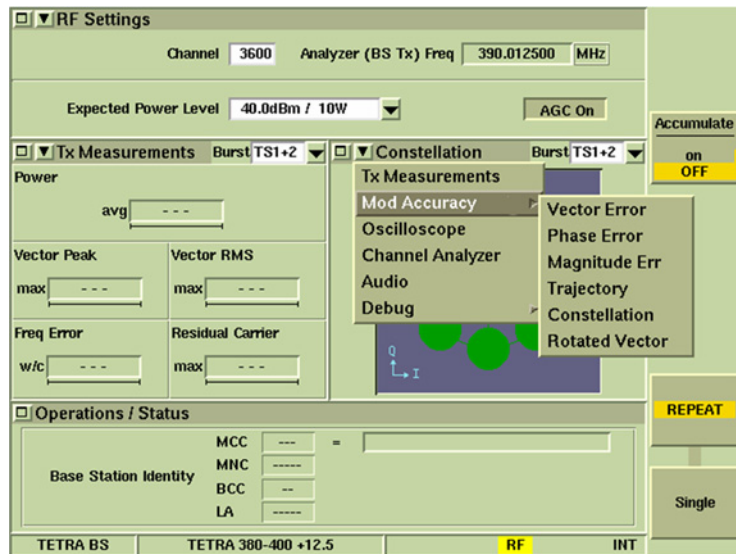 RF Settings
Channel 3600 Analyzer (BS Tx) Freq 390.012500 MHz
Expected Power Level 40.0dBm / 10W AGC On
Accumulate
on
OFF
Tx Measurements Burst TS1+2
Power
avg ---
Vector Peak Vector RMS
max --- max ---
Freq Error Residual Carrier
w/c --- max ---
Constellation Burst TS1+2
Tx Measurements
Mod Accuracy
Oscilloscope
Channel Analyzer
Audio
Debug
Vector Error
Phase Error
Magnitude Err
Trajectory
Constellation
Rotated Vector
Q
I
REPEAT
Single
Operations / Status
Base Station Identity
MCC --- =
MNC -----
BCC --
LA -----
TETRA BS TETRA 380-400 +12.5 RF INT